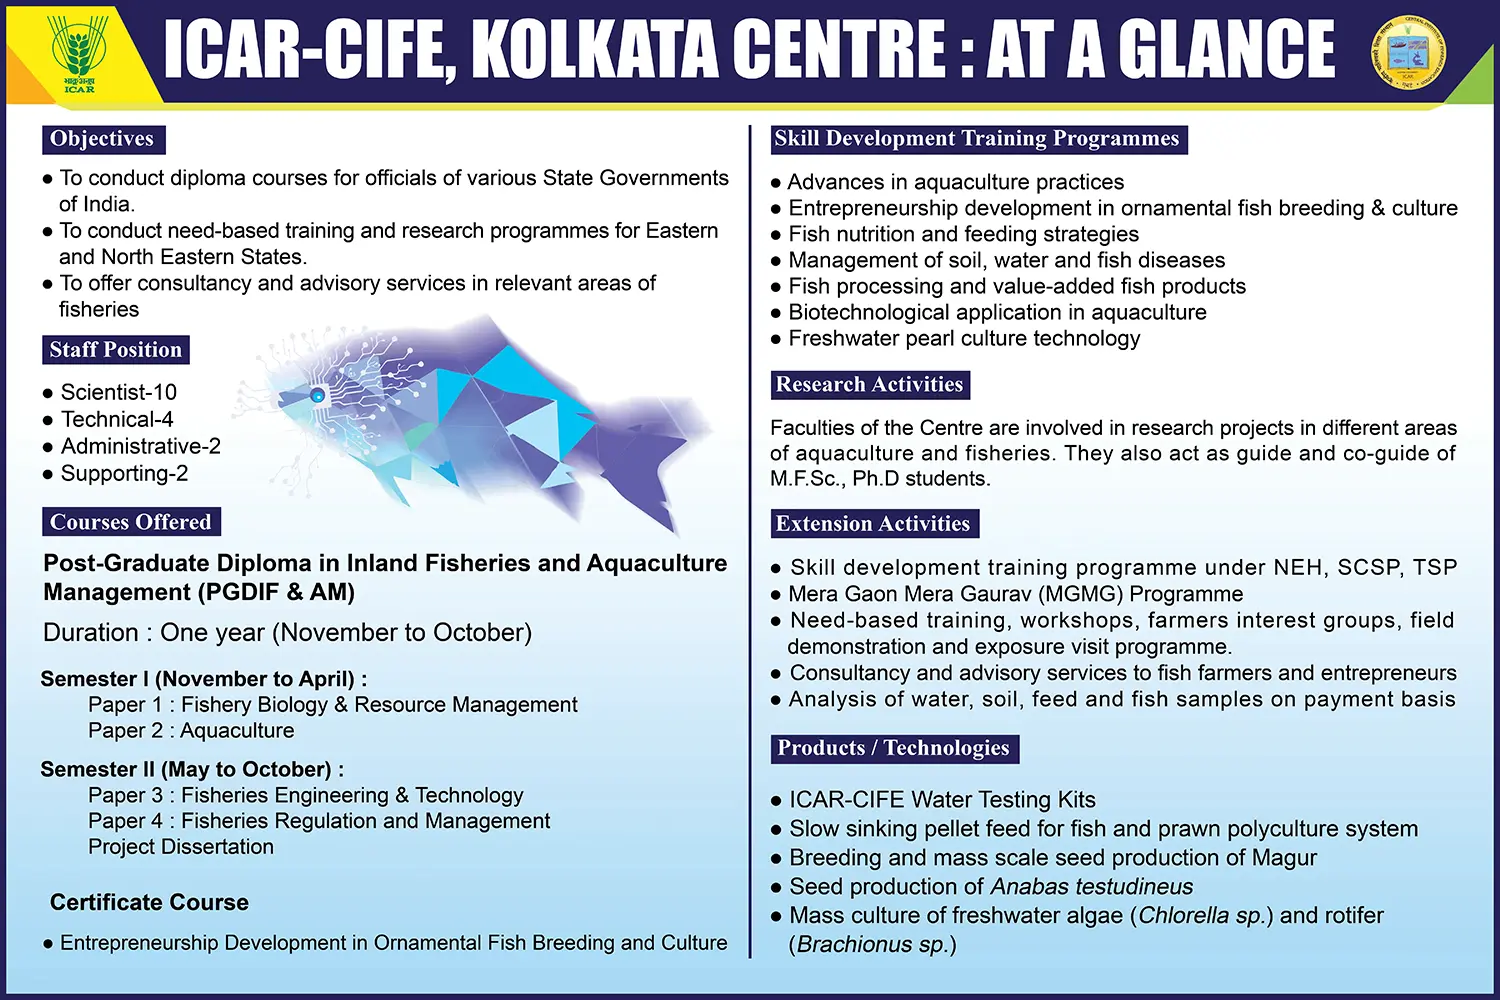 ICAR-CIFE, KOLKATA CENTRE : AT A GLANCE
भाकृअनुप
ICAR
Objectives
● To conduct diploma courses for officials of various State Governments
of India.
● To conduct need-based training and research programmes for Eastern
and North Eastern States.
● To offer consultancy and advisory services in relevant areas of
fisheries
Staff Position
● Scientist-10
● Technical-4
● Administrative-2
● Supporting-2
Courses Offered
Post-Graduate Diploma in Inland Fisheries and Aquaculture
Management (PGDIF & AM)
Duration : One year (November to October)
Semester I (November to April) :
Paper 1 : Fishery Biology & Resource Management
Paper 2 : Aquaculture
Semester II (May to October) :
Paper 3 : Fisheries Engineering & Technology
Paper 4 : Fisheries Regulation and Management
Project Dissertation
Certificate Course
● Entrepreneurship Development in Ornamental Fish Breeding and Culture
Skill Development Training Programmes
● Advances in aquaculture practices
● Entrepreneurship development in ornamental fish breeding & culture
● Fish nutrition and feeding strategies
● Management of soil, water and fish diseases
● Fish processing and value-added fish products
● Biotechnological application in aquaculture
● Freshwater pearl culture technology
Research Activities
Faculties of the Centre are involved in research projects in different areas
of aquaculture and fisheries. They also act as guide and co-guide of
M.F.Sc., Ph.D students.
Extension Activities
● Skill development training programme under NEH, SCSP, TSP
● Mera Gaon Mera Gaurav (MGMG) Programme
● Need-based training, workshops, farmers interest groups, field
demonstration and exposure visit programme.
● Consultancy and advisory services to fish farmers and entrepreneurs
● Analysis of water, soil, feed and fish samples on payment basis
Products / Technologies
● ICAR-CIFE Water Testing Kits
● Slow sinking pellet feed for fish and prawn polyculture system
● Breeding and mass scale seed production of Magur
● Seed production of Anabas testudineus
● Mass culture of freshwater algae (Chlorella sp.) and rotifer
(Brachionus sp.)